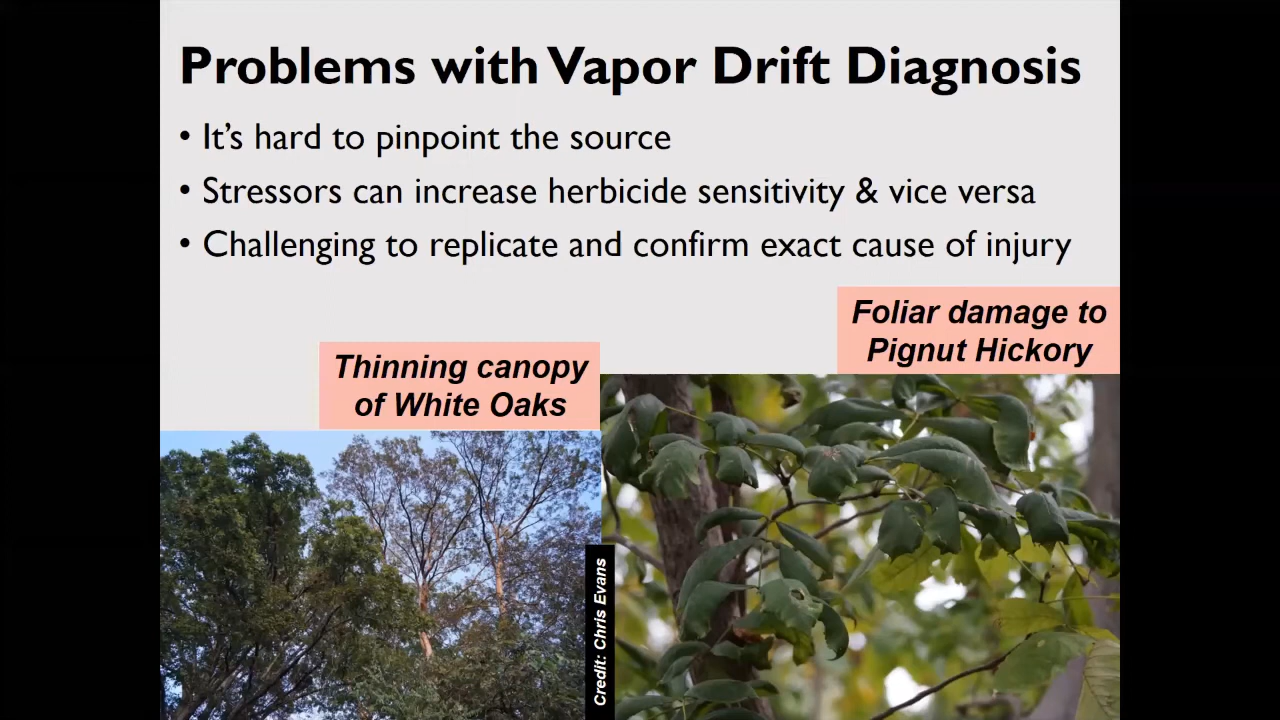 Problems with Vapor Drift Diagnosis
• It's hard to pinpoint the source
• Stressors can increase herbicide sensitivity & vice versa
• Challenging to replicate and confirm exact cause of injury
Foliar damage to
Pignut Hickory
Thinning canopy
of White Oaks
Credit: Chris Evans